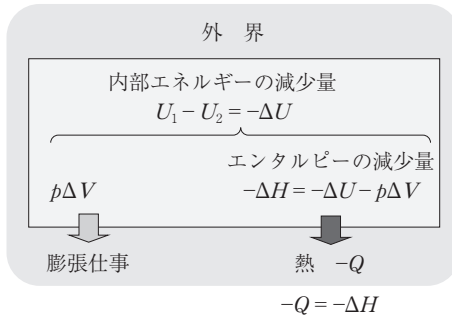 外 界
内部エネルギーの減少量
U₁ − U₂ = −ΔU
エンタルピーの減少量
pΔV −ΔH = −ΔU − pΔV
膨張仕事 熱 −Q
−Q = −ΔH